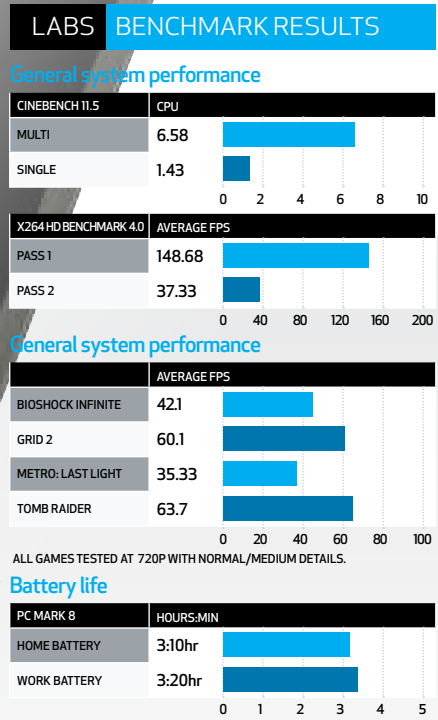 LABS BENCHMARK RESULTS
General system performance
CINEBENCH 11.5 CPU
MULTI 6.58
SINGLE 1.43
0 2 4 6 8 10
X264 HD BENCHMARK 4.0 AVERAGE FPS
PASS 1 148.68
PASS 2 37.33
0 40 80 120 160 200
General system performance
AVERAGE FPS
BIOSHOCK INFINITE 42.1
GRID 2 60.1
METRO: LAST LIGHT 35.33
TOMB RAIDER 63.7
0 20 40 60 80 100
ALL GAMES TESTED AT 720P WITH NORMAL/MEDIUM DETAILS.
Battery life
PC MARK 8 HOURS:MIN
HOME BATTERY 3:10hr
WORK BATTERY 3:20hr
0 1 2 3 4 5